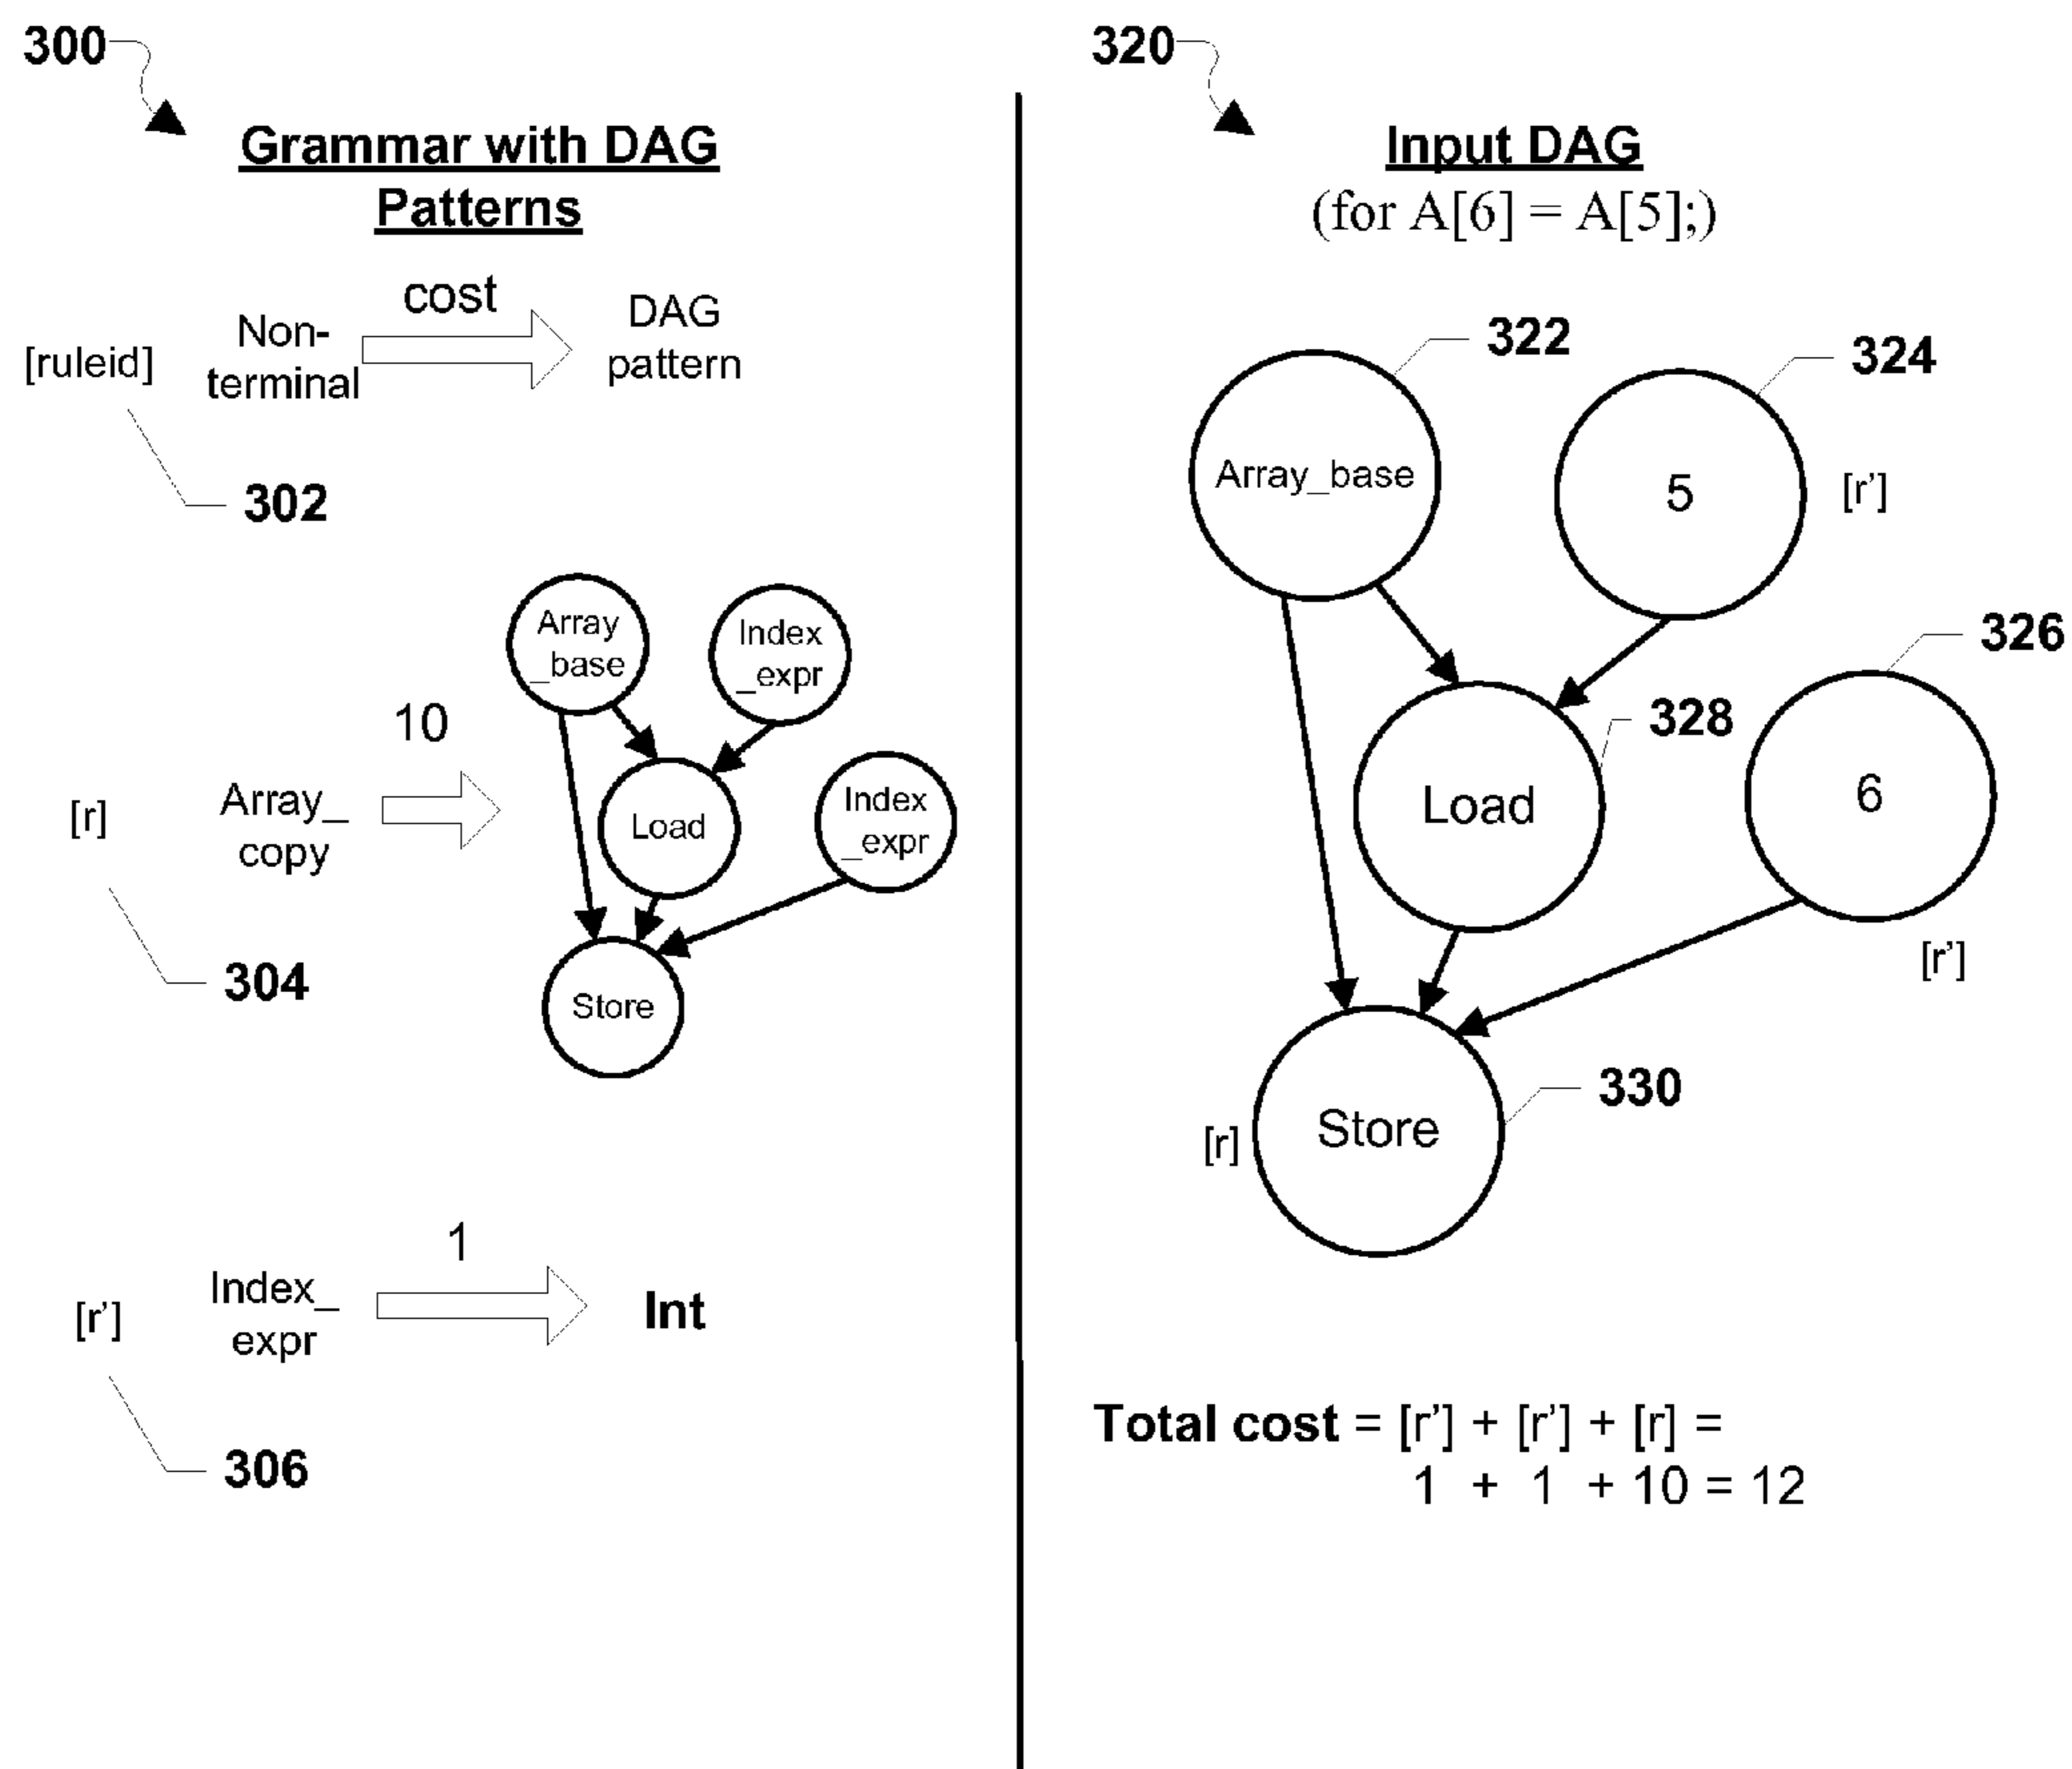 300
Grammar with DAG
Patterns
cost
[ruleid]
Non-
terminal
DAG
pattern
302
Array
_base
Index
_expr
10
[r]
Array_
copy
Load
Index
_expr
304
Store
1
[r’]
Index_
expr
Int
306
320
Input DAG
(for A[6] = A[5];)
322
324
Array_base
5
[r’]
326
328
Load
6
[r’]
330
[r]
Store
Total cost = [r’] + [r’] + [r] =
1 + 1 + 10 = 12